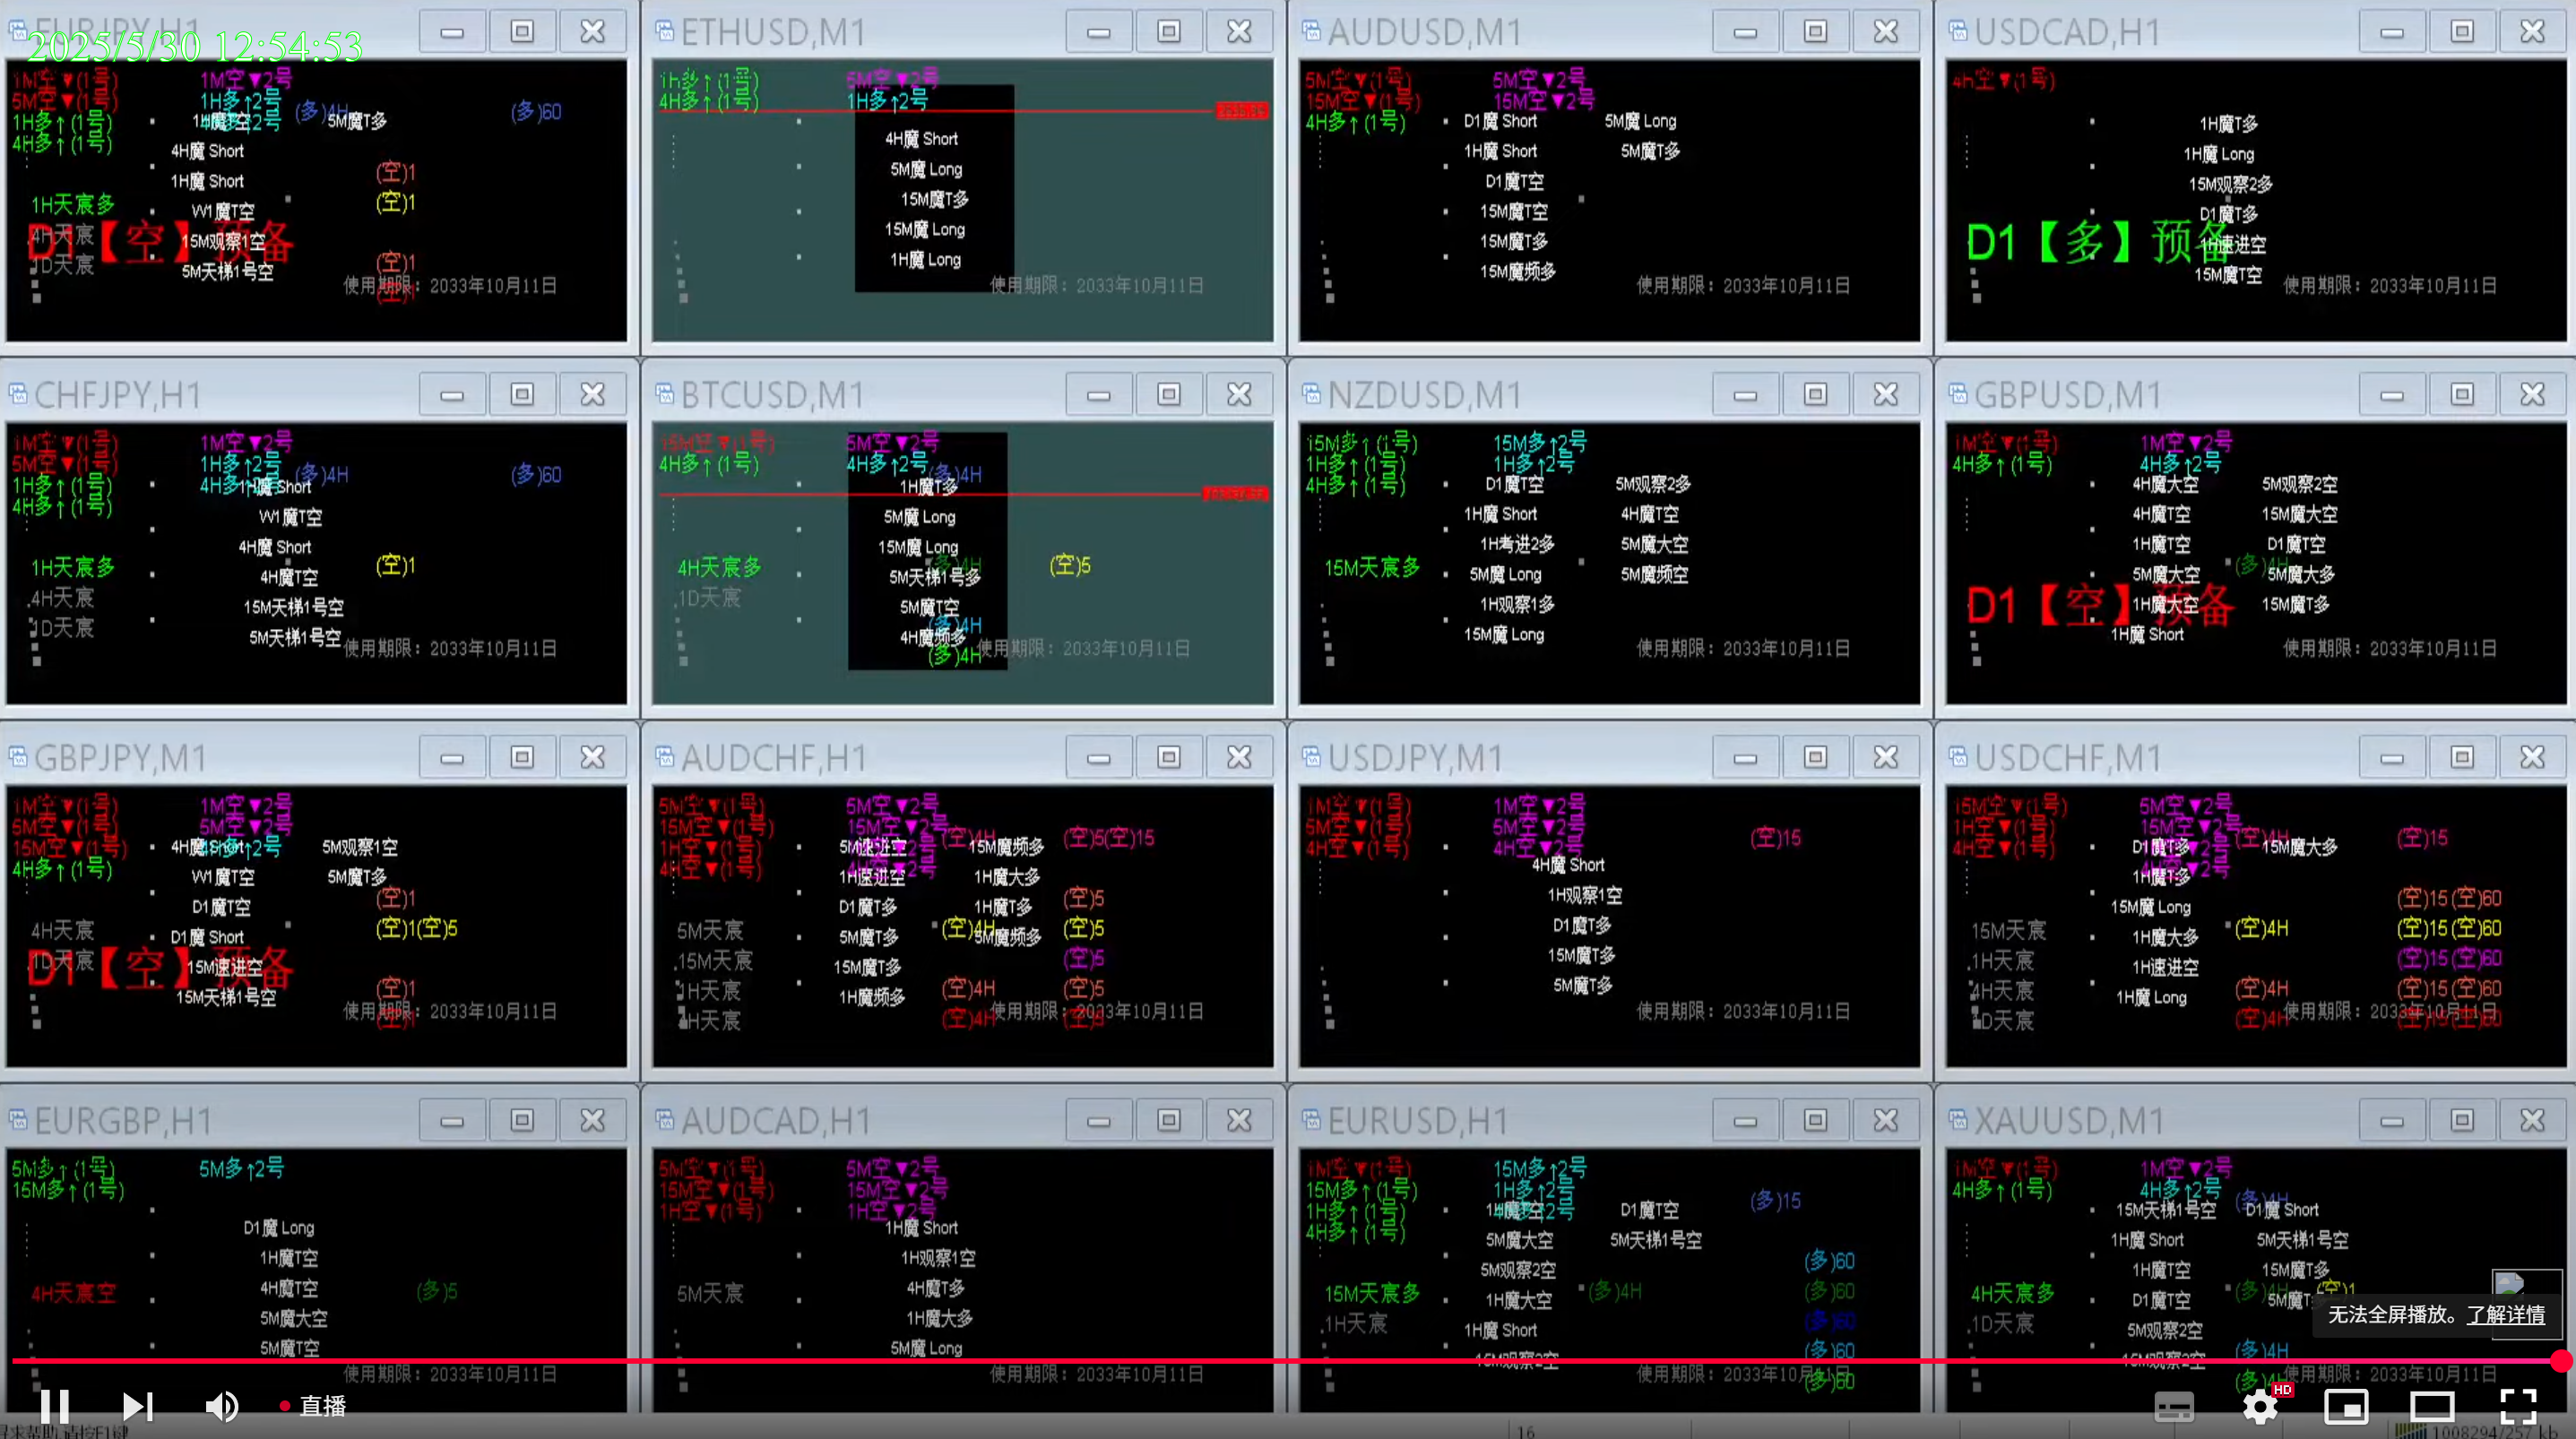 EURJPY,H1
2025/5/30 12:54:53
1M空▼(1号) 1M空▼2号
5M空▼(1号) 1H多↑2号 (多)4H (多)60
1H多↑(1号) 5M魔T多
4H多↑(1号)
4H魔 Short
(空)1
1H魔 Short
1H天宸多 W1魔T空 (空)1
4H天宸 15M观察1空
D1【空】预备
1D天宸 5M天梯1号空 (空)1
使用期限：2033年10月11日
ETHUSD,M1
1h多↑(1号) 5M空▼2号
4H多↑(1号) 1H多↑2号
4H魔 Short
5M魔 Long
15M魔T多
15M魔 Long
1H魔 Long
使用期限：2033年10月11日
AUDUSD,M1
5M空▼(1号) 5M空▼2号
15M空▼(1号) 15M空▼2号
4H多↑(1号) D1魔 Short 5M魔 Long
1H魔 Short 5M魔T多
D1魔T空
15M魔T空
15M魔T多
15M魔频多
使用期限：2033年10月11日
USDCAD,H1
4h空▼(1号)
1H魔T多
1H魔 Long
15M观察2多
D1魔T多
D1【多】预备
1H速进空
15M魔T空
使用期限：2033年10月11日
CHFJPY,H1
1M空▼(1号) 1M空▼2号
5M空▼(1号) 1H多↑2号 (多)4H (多)60
1H多↑(1号) 4H多 1H魔 Short
4H多↑(1号)
W1魔T空
4H魔 Short
1H天宸多 4H魔T空 (空)1
4H天宸 15M天梯1号空
1D天宸 5M天梯1号空
使用期限：2033年10月11日
BTCUSD,M1
15M空▼(1号) 5M空▼2号
4H多↑(1号) 4H多↑2号 (多)4H
1H魔T多
5M魔 Long
15M魔 Long
4H天宸多 (多)4H (空)5
5M天梯1号多
1D天宸 5M魔T空
(多)4H
4H魔频多
(多)4H
使用期限：2033年10月11日
NZDUSD,M1
15M多↑(1号) 15M多↑2号
1H多↑(1号) 1H多↑2号
4H多↑(1号) D1魔T空 5M观察2多
1H魔 Short 4H魔T空
1H考进2多 5M魔大空
15M天宸多 5M魔 Long 5M魔频空
1H观察1多
15M魔 Long
使用期限：2033年10月11日
GBPUSD,M1
1M空▼(1号) 1M空▼2号
4H多↑(1号) 4H多↑2号
4H魔大空 5M观察2空
4H魔T空 15M魔大空
1H魔T空 D1魔T空
5M魔大空 (多)4H 5M魔大多
D1【空】预备
1H魔大空 15M魔T多
1H魔 Short
使用期限：2033年10月11日
GBPJPY,M1
1M空▼(1号) 1M空▼2号
5M空▼(1号) 5M空▼2号
15M空▼(1号) 4H魔 Short 5M观察1空
4H多↑(1号) W1魔T空 5M魔T多
D1魔T空 (空)1
4H天宸 D1魔 Short (空)1(空)5
D1【空】预备
1D天宸 15M速进空
15M天梯1号空 (空)1
使用期限：2033年10月11日
(空)1
AUDCHF,H1
5M空▼(1号) 5M空▼2号
15M空▼(1号) 15M空▼2号 (空)4H (空)5(空)15
1H空▼(1号) 5M速进空 15M魔频多
4H空▼(1号) 1H速进空 1H魔大多
D1魔T多 1H魔T多 (空)5
5M天宸 5M魔T多 (空)4H 5M魔频多 (空)5
15M天宸 15M魔T多 (空)5
1H天宸 1H魔频多 (空)4H (空)5
4H天宸 (空)4H
使用期限：2033年10月11日
USDJPY,M1
1M空▼(1号) 1M空▼2号
5M空▼(1号) 5M空▼2号 (空)15
4H空▼(1号) 4H空▼2号
4H魔 Short
1H观察1空
D1魔T多
15M魔T多
5M魔T多
使用期限：2033年10月11日
USDCHF,M1
15M空▼(1号) 5M空▼2号
1H空▼(1号) 15M空▼2号 (空)4H (空)15
4H空▼(1号) D1魔T多 15M魔大多
1H魔T多
15M魔 Long (空)15(空)60
15M天宸 1H魔大多 (空)4H (空)15(空)60
1H天宸 1H速进空 (空)15(空)60
4H天宸 1H魔 Long (空)4H (空)15(空)60
1D天宸 (空)4H
使用期限：2033年10月11日
EURGBP,H1
5M多↑(1号) 5M多↑2号
15M多↑(1号)
D1魔 Long
1H魔T空
4H天宸空 4H魔T空 (多)5
5M魔大空
5M魔T空
使用期限：2033年10月11日
AUDCAD,H1
5M空▼(1号) 5M空▼2号
15M空▼(1号) 15M空▼2号
1H空▼(1号) 1H空▼2号
1H魔 Short
1H观察1空
5M天宸 4H魔T多
1H魔大多
5M魔 Long
使用期限：2033年10月11日
EURUSD,H1
1M空▼(1号) 15M多↑2号
15M多↑(1号) 1H多↑2号 (多)15
1H多↑(1号) D1魔T空
4H多↑(1号) 5M魔大空 5M天梯1号空
5M观察2空 (多)60
15M天宸多 1H魔大空 (多)4H (多)60
1H天宸 1H魔 Short (多)60
15M观察2空 (多)60
使用期限：2033年10月11日
(多)60
XAUUSD,M1
1M空▼(1号) 1M空▼2号
4H多↑(1号) 4H多↑2号 (多)4H
15M天梯1号空 D1魔 Short
1H魔 Short 5M天梯1号空
1H魔T空 15M魔T多
4H天宸多 D1魔T空 (多)4H (空)1
1D天宸 5M观察2空
15M观察2空 (多)4H
使用期限：2033年10月11日
无法全屏播放。了解详情
直播
HD
16
1008294/257 kb